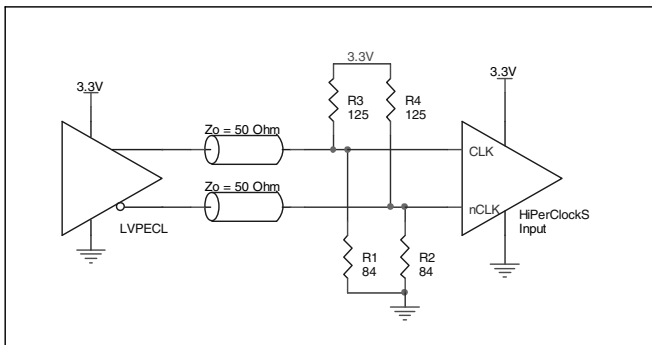 3.3V
3.3V
3.3V
R3
125
R4
125
Zo = 50 Ohm
CLK
Zo = 50 Ohm
nCLK
HiPerClockS
Input
LVPECL
R1
84
R2
84